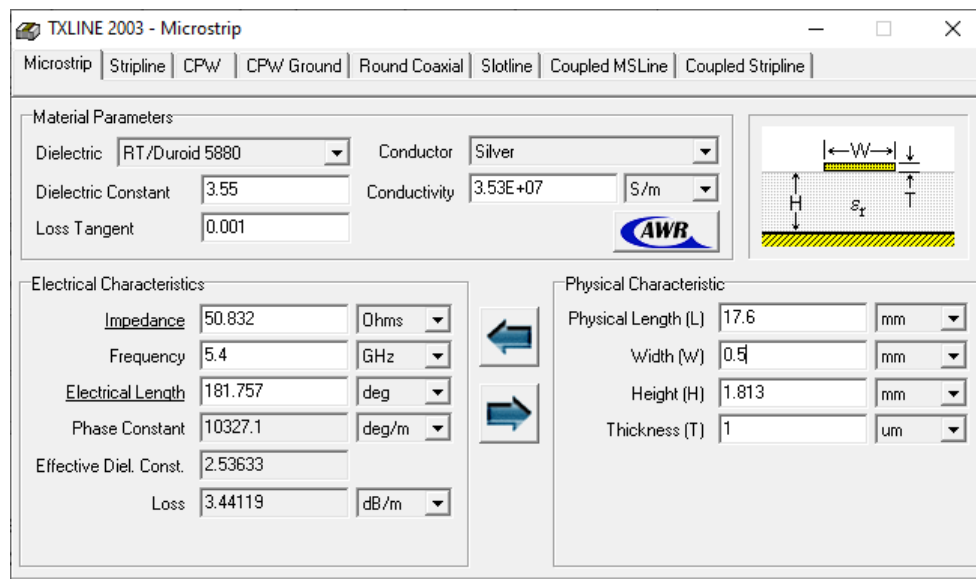 TXLINE 2003 - Microstrip
Microstrip Stripline CPW CPW Ground Round Coaxial Slotline Coupled MSLine Coupled Stripline
Material Parameters
Dielectric RT/Duroid 5880 Conductor Silver
Dielectric Constant 3.55 Conductivity 3.53E+07 S/m
Loss Tangent 0.001 AWR
W
H
εr
T
Electrical Characteristics
Impedance 50.832 Ohms
Frequency 5.4 GHz
Electrical Length 181.757 deg
Phase Constant 10327.1 deg/m
Effective Diel. Const. 2.53633
Loss 3.44119 dB/m
Physical Characteristic
Physical Length (L) 17.6 mm
Width (W) 0.5 mm
Height (H) 1.813 mm
Thickness (T) 1 um